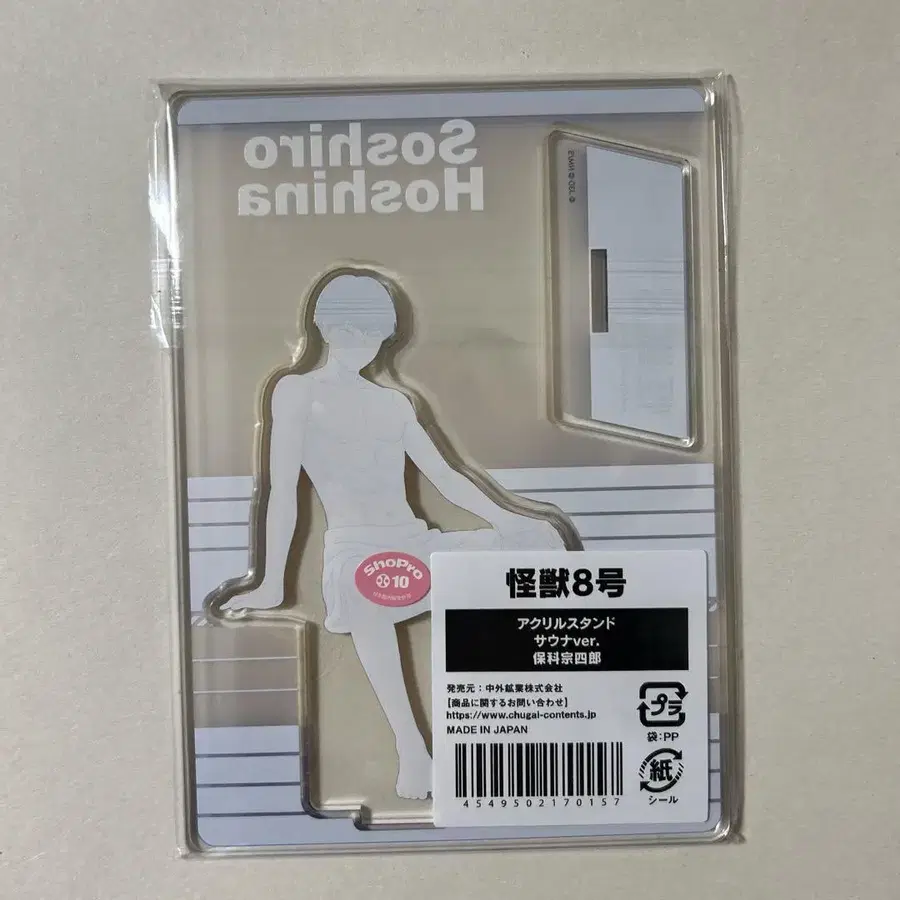 Soshiro
Hoshina
ShoPro
10
怪獣8号
アクリルスタンド
サウナver.
保科宗四郎
発売元:中外鉱業株式会社
【商品に関するお問い合わせ】
https://www.chugai-contents.jp
MADE IN JAPAN
4549502170157
プラ
袋:PP
紙
シール